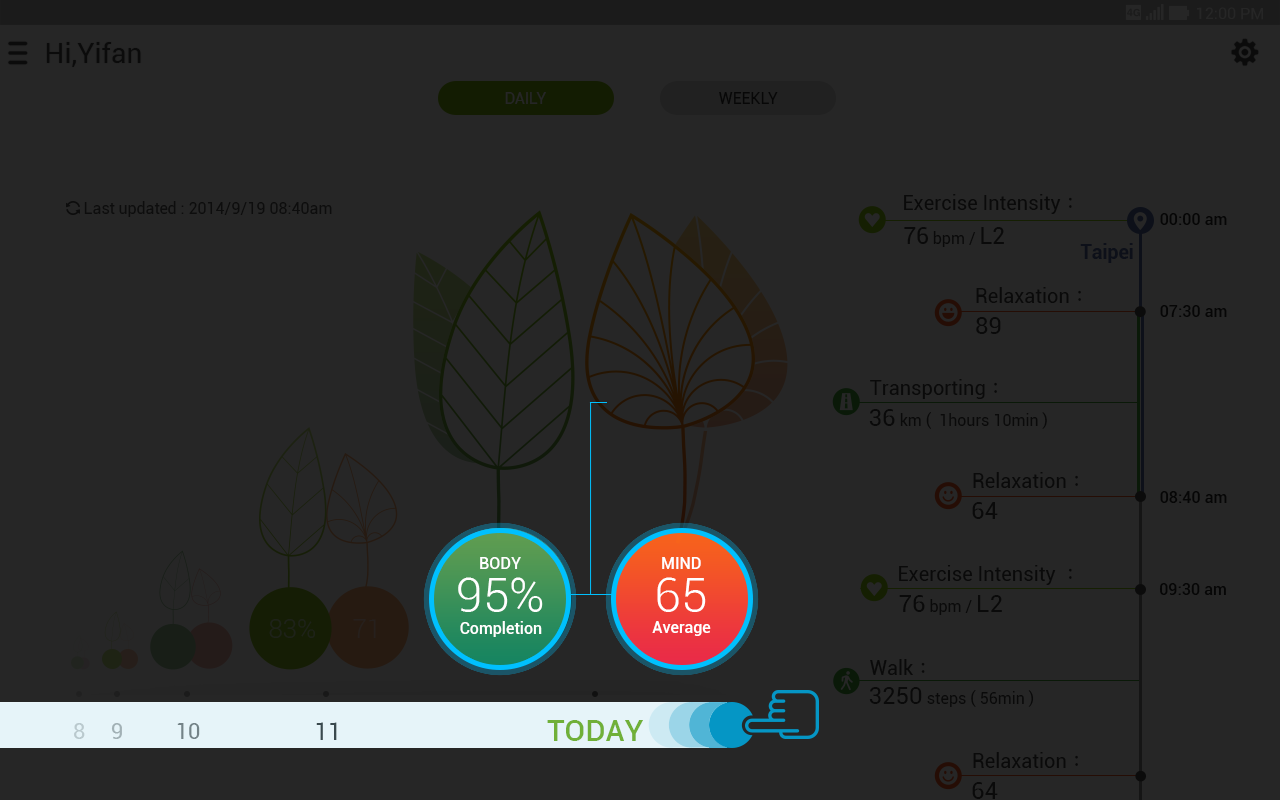 4G 12:00 PM
Hi,Yifan
DAILY
WEEKLY
Last updated : 2014/9/19 08:40am
Exercise Intensity :
76 bpm / L2
00:00 am
Taipei
Relaxation :
89
07:30 am
Transporting :
36 km ( 1hours 10min )
Relaxation :
64
08:40 am
BODY
95%
Completion
MIND
65
Average
83%
71
Exercise Intensity :
76 bpm / L2
09:30 am
Walk :
3250 steps ( 56min )
8
9
10
11
TODAY
Relaxation :
64